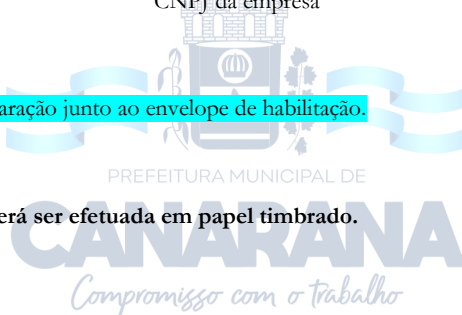 CNPJ da empresa
aração junto ao envelope de habilitação.
PREFEITURA MUNICIPAL DE
erá ser efetuada em papel timbrado.
CANARANA
Compromisso com o trabalho